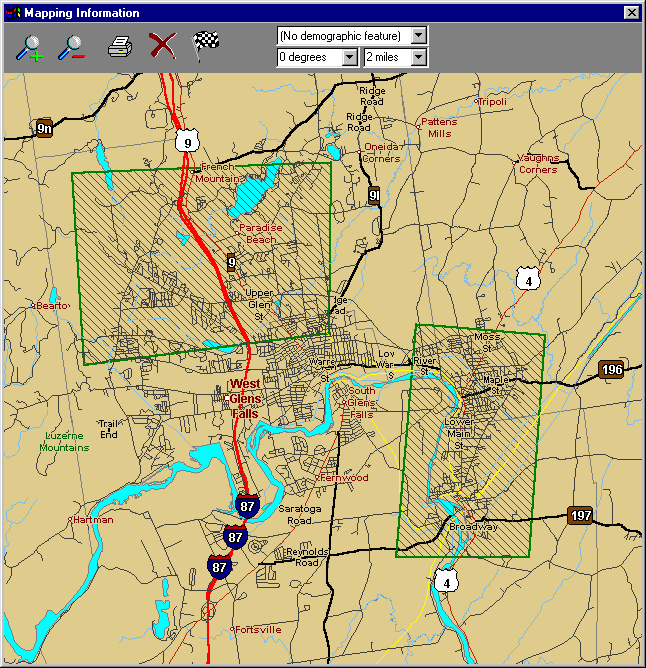 Mapping Information
(No demographic feature)
0 degrees
2 miles
Ridge
Road
Tripoli
Ridge
Road
Pattens
Mills
9n
9
Oneida
Corners
Vaughns
Corners
French
Mountain
9l
Paradise
Beach
9
4
Bearto
Upper
Glen
St
Moss
St
Low
War
S
River
St
196
West
Glens
Falls
Maple
St
South
Glens
Falls
Trail
End
Lower
Main
St
Luzerne
Mountains
Fernwood
87
Saratoga
Road
197
Hartman
Broadway
87
Reynolds
Road
87
4
Fortsville